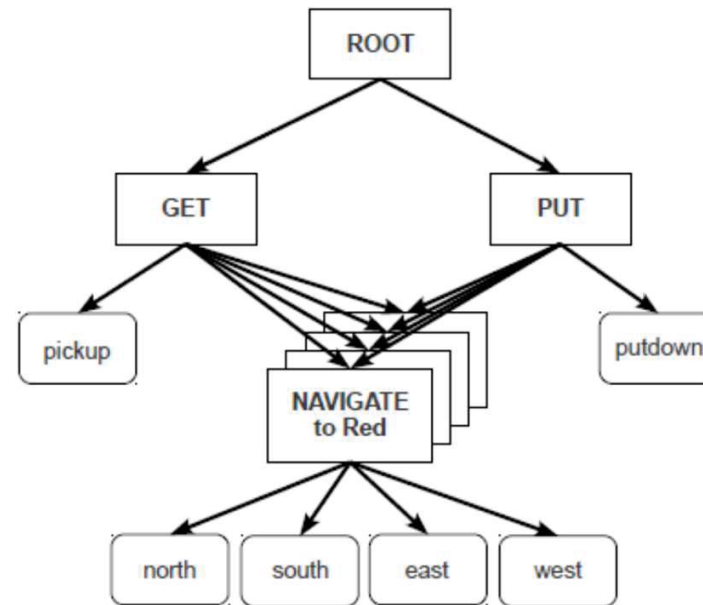 ROOT
GET
PUT
pickup
putdown
NAVIGATE
to Red
north
south
east
west